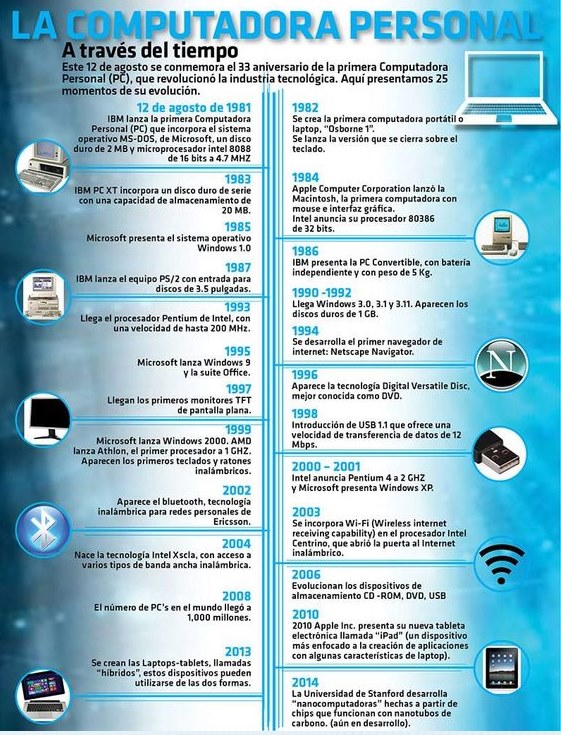 LA COMPUTADORA PERSONAL
A través del tiempo
Este 12 de agosto se conmemora el 33 aniversario de la primera Computadora
Personal (PC), que revolucionó la industria tecnológica. Aquí presentamos 25
momentos de su evolución.
12 de agosto de 1981
IBM lanza la primera Computadora
Personal (PC) que incorpora el sistema
operativo MS-DOS, de Microsoft, un disco
duro de 2 MB y microprocesador intel 8088
de 16 bits a 4.7 MHZ
1982
Se crea la primera computadora portátil o
laptop, “Osborne 1”.
Se lanza la versión que se cierra sobre el
teclado.
1983
IBM PC XT incorpora un disco duro de serie
con una capacidad de almacenamiento de
20 MB.
1984
Apple Computer Corporation lanzó la
Macintosh, la primera computadora con
mouse e interfaz gráfica.
Intel anuncia su procesador 80386
de 32 bits.
1985
Microsoft presenta el sistema operativo
Windows 1.0
1986
IBM presenta la PC Convertible, con batería
independiente y con peso de 5 Kg.
1987
IBM lanza el equipo PS/2 con entrada para
discos de 3.5 pulgadas.
1990 -1992
Llega Windows 3.0, 3.1 y 3.11. Aparecen los
discos duros de 1 GB.
1993
Llega el procesador Pentium de Intel, con
una velocidad de hasta 200 MHz.
1994
Se desarrolla el primer navegador de
internet: Netscape Navigator.
N
1995
Microsoft lanza Windows 9
y la suite Office.
1996
Aparece la tecnología Digital Versatile Disc,
mejor conocida como DVD.
1997
Llegan los primeros monitores TFT
de pantalla plana.
1998
Introducción de USB 1.1 que ofrece una
velocidad de transferencia de datos de 12
Mbps.
1999
Microsoft lanza Windows 2000. AMD
lanza Athlon, el primer procesador a 1 GHZ.
Aparecen los primeros teclados y ratones
inalámbricos.
2000 – 2001
Intel anuncia Pentium 4 a 2 GHZ
y Microsoft presenta Windows XP.
2002
Aparece el bluetooth, tecnología
inalámbrica para redes personales de
Ericsson.
2003
Se incorpora Wi-Fi (Wireless internet
receiving capability) en el procesador Intel
Centrino, que abrió la puerta al Internet
inalámbrico.
2004
Nace la tecnología Intel Xscla, con acceso a
varios tipos de banda ancha inalámbrica.
2006
Evolucionan los dispositivos de
almacenamiento CD -ROM, DVD, USB
2008
El número de PC's en el mundo llegó a
1,000 millones.
2010
2010 Apple Inc. presenta su nueva tableta
electrónica llamada “iPad” (un dispositivo
más enfocado a la creación de aplicaciones
con algunas características de laptop).
2013
Se crean las Laptops-tablets, llamadas
“híbridos”, estos dispositivos pueden
utilizarse de las dos formas.
2014
La Universidad de Stanford desarrolla
“nanocomputadoras” hechas a partir de
chips que funcionan con nanotubos de
carbono. (aún en desarrollo).